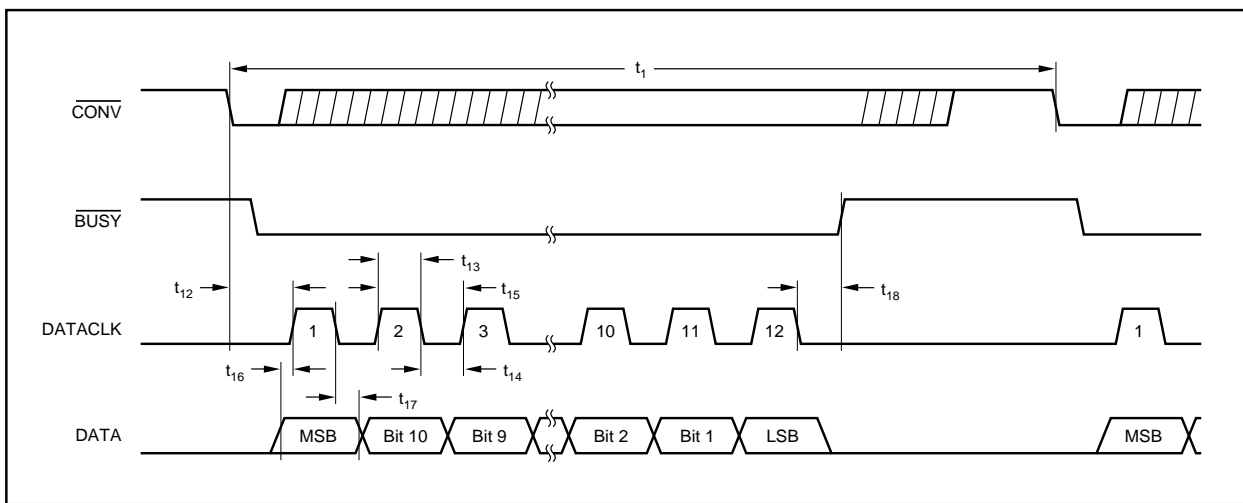 t1
CONV
BUSY
t13
t12
t15
t18
DATACLK
1
2
3
10
11
12
1
t16
t14
t17
DATA
MSB
Bit 10
Bit 9
Bit 2
Bit 1
LSB
MSB